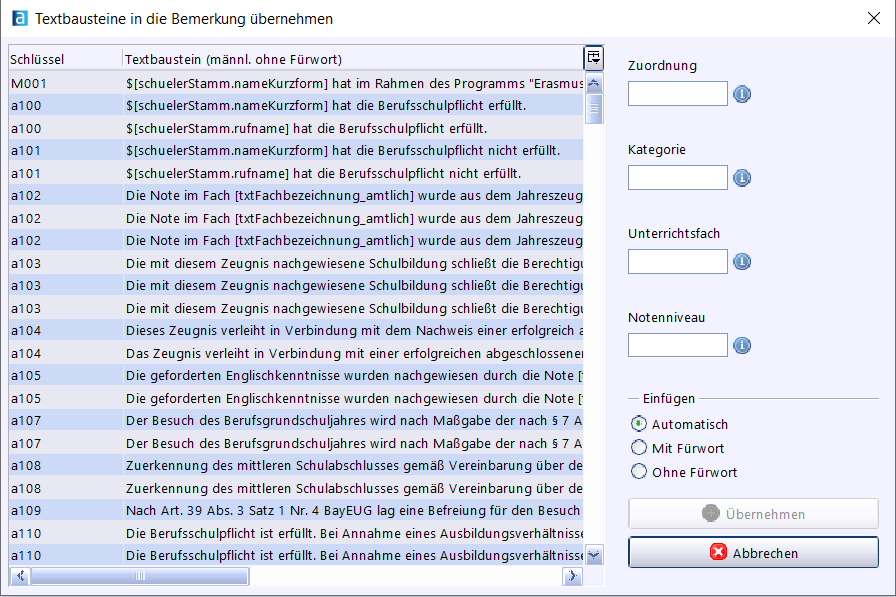 a Textbausteine in die Bemerkung übernehmen
Schlüssel Textbaustein (männl. ohne Fürwort)
M001 $[schuelerStamm.nameKurzform] hat im Rahmen des Programms "Erasmus
a100 $[schuelerStamm.nameKurzform] hat die Berufsschulpflicht erfüllt.
a100 $[schuelerStamm.rufname] hat die Berufsschulpflicht erfüllt.
a101 $[schuelerStamm.nameKurzform] hat die Berufsschulpflicht nicht erfüllt.
a101 $[schuelerStamm.rufname] hat die Berufsschulpflicht nicht erfüllt.
a102 Die Note im Fach [txtFachbezeichnung_amtlich] wurde aus dem Jahreszeug
a102 Die Note im Fach [txtFachbezeichnung_amtlich] wurde aus dem Jahreszeug
a102 Die Note im Fach [txtFachbezeichnung_amtlich] wurde aus dem Jahreszeug
a103 Die mit diesem Zeugnis nachgewiesene Schulbildung schließt die Berechtigu
a103 Die mit diesem Zeugnis nachgewiesene Schulbildung schließt die Berechtigu
a103 Die mit diesem Zeugnis nachgewiesene Schulbildung schließt die Berechtigu
a104 Dieses Zeugnis verleiht in Verbindung mit dem Nachweis einer erfolgreich a
a104 Das Zeugnis verleiht in Verbindung mit einer erfolgreichen abgeschlossener
a105 Die geforderten Englischkenntnisse wurden nachgewiesen durch die Note [
a105 Die geforderten Englischkenntnisse wurden nachgewiesen durch die Note [
a107 Der Besuch des Berufsgrundschuljahres wird nach Maßgabe der nach § 7 A
a107 Der Besuch des Berufsgrundschuljahres wird nach Maßgabe der nach § 7 A
a108 Zuerkennung des mittleren Schulabschlusses gemäß Vereinbarung über de
a108 Zuerkennung des mittleren Schulabschlusses gemäß Vereinbarung über de
a109 Nach Art. 39 Abs. 3 Satz 1 Nr. 4 BayEUG lag eine Befreiung für den Besuch
a110 Die Berufsschulpflicht ist erfüllt. Bei Annahme eines Ausbildungsverhältnisse
a110 Die Berufsschulpflicht ist erfüllt. Bei Annahme eines Ausbildungsverhältnisse
Zuordnung
Kategorie
Unterrichtsfach
Notenniveau
Einfügen
Automatisch
Mit Fürwort
Ohne Fürwort
Übernehmen
Abbrechen